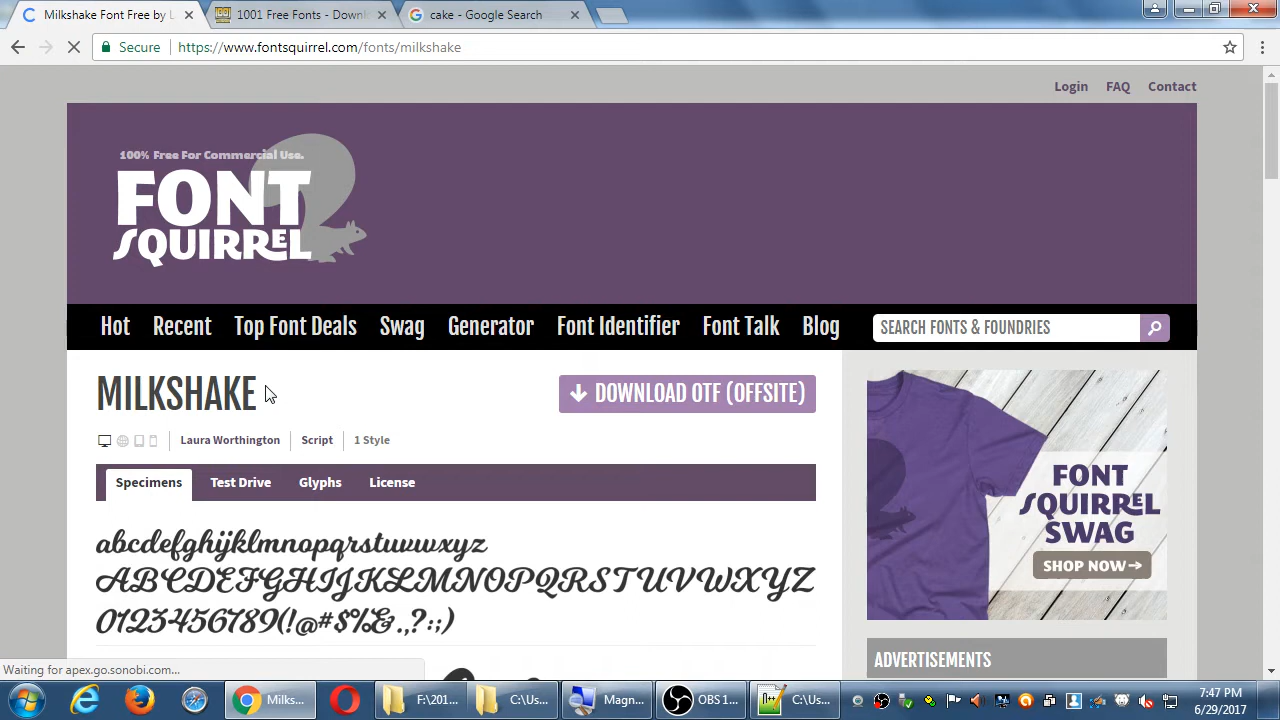 Milkshake Font Free by L
1001 Free Fonts - Downl
cake - Google Search
Secure
https://www.fontsquirrel.com/fonts/milkshake
Login FAQ Contact
100% Free For Commercial Use.
FONT
SQUIRREL
Hot Recent Top Font Deals Swag Generator Font Identifier Font Talk Blog SEARCH FONTS & FOUNDRIES
MILKSHAKE
DOWNLOAD OTF (OFFSITE)
Laura Worthington Script 1 Style
Specimens Test Drive Glyphs License
abcdefghijklmnopqrstuvwxyz
ABCDEFGHIJKLMNOPQRSTUVWXYZ
0123456789(!@#$%&.,?:;)
FONT
SQUIRREL
SWAG
SHOP NOW→
ADVERTISEMENTS
Waiting for apex.go.sonobi.com...
Milks...
F:\201...
C:\Us...
Magn...
OBS 1...
C:\Us...
7:47 PM
6/29/2017